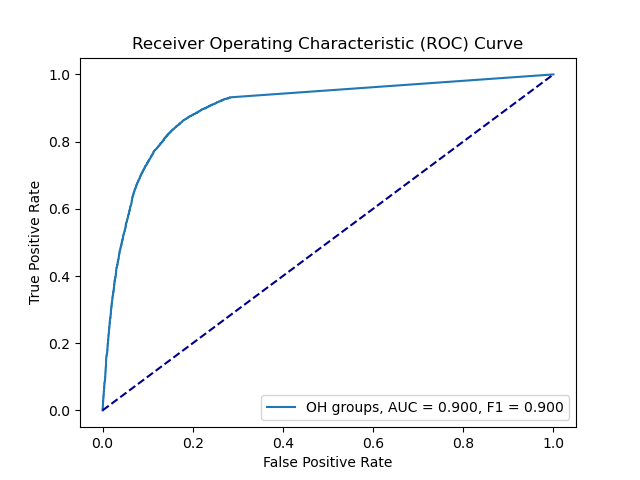 Receiver Operating Characteristic (ROC) Curve
True Positive Rate
1.0
0.8
0.6
0.4
0.2
0.0
OH groups, AUC = 0.900, F1 = 0.900
0.0 0.2 0.4 0.6 0.8 1.0
False Positive Rate